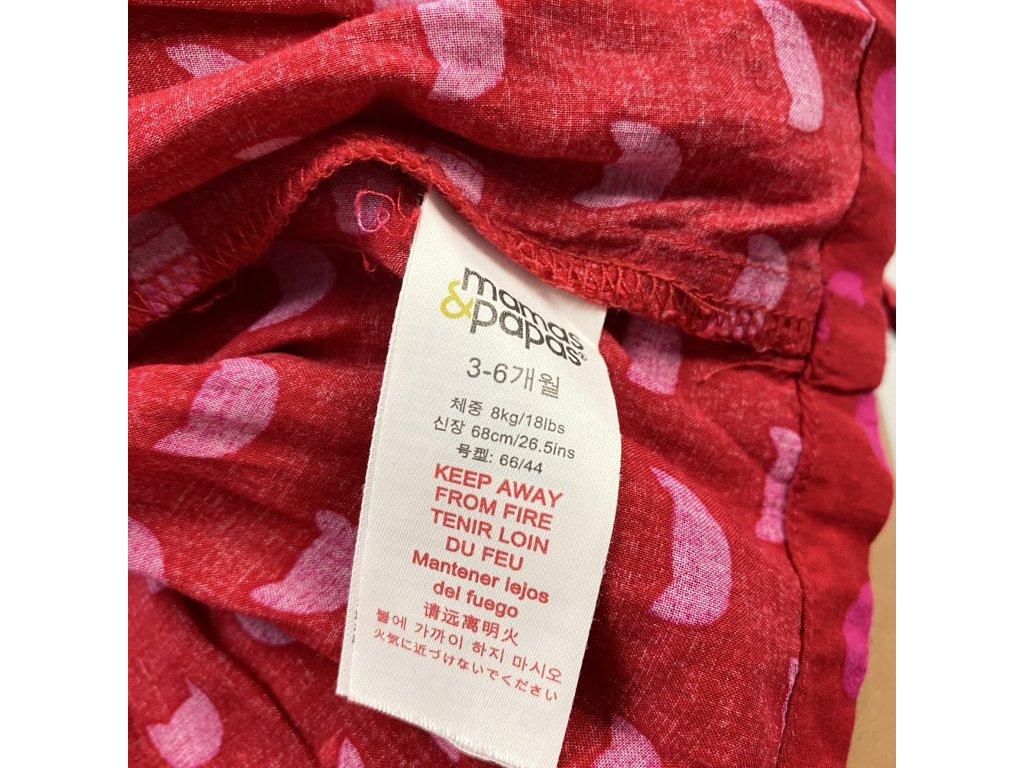 mamas
&papas®
3-6개월
체중 8kg/18lbs
신장 68cm/26.5ins
号型: 66/44
KEEP AWAY
FROM FIRE
TENIR LOIN
DU FEU
Mantener lejos
del fuego
请远离明火
불에 가까이 하지 마시오
火気に近づけないでください